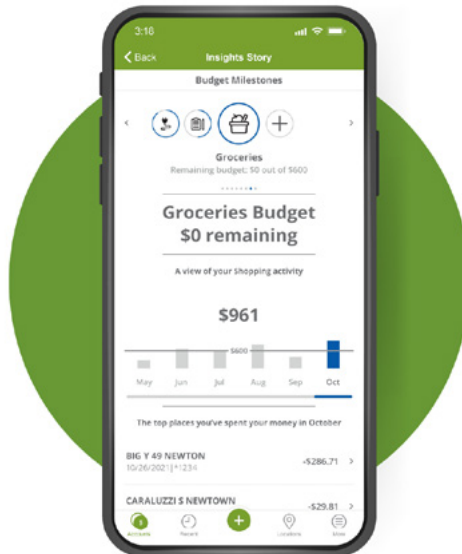 3:16
Back
Insights Story
Budget Milestones
Groceries
Remaining budget: $0 out of $600
Groceries Budget
$0 remaining
A view of your Shopping activity
$961
$600
May Jun Jul Aug Sep Oct
The top places you've spent your money in October
BIG Y 49 NEWTON
-$286.71
10/26/2021|*1234
CARALUZZI S NEWTOWN
-$29.81
Accounts Recent Locations More